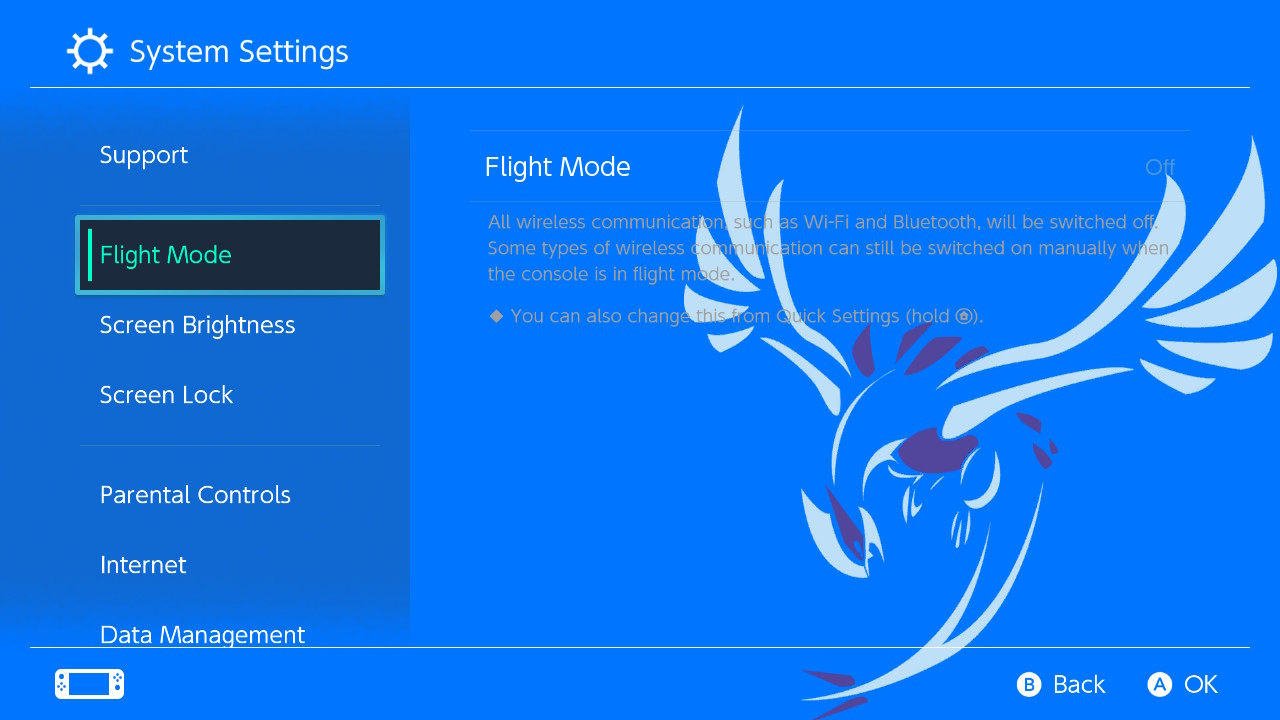 System Settings
Support
Flight Mode
Screen Brightness
Screen Lock
Parental Controls
Internet
Data Management
Flight Mode
Off
All wireless communication, such as Wi-Fi and Bluetooth, will be switched off.
Some types of wireless communication can still be switched on manually when
the console is in flight mode.
◆ You can also change this from Quick Settings (hold ).
B Back
A OK